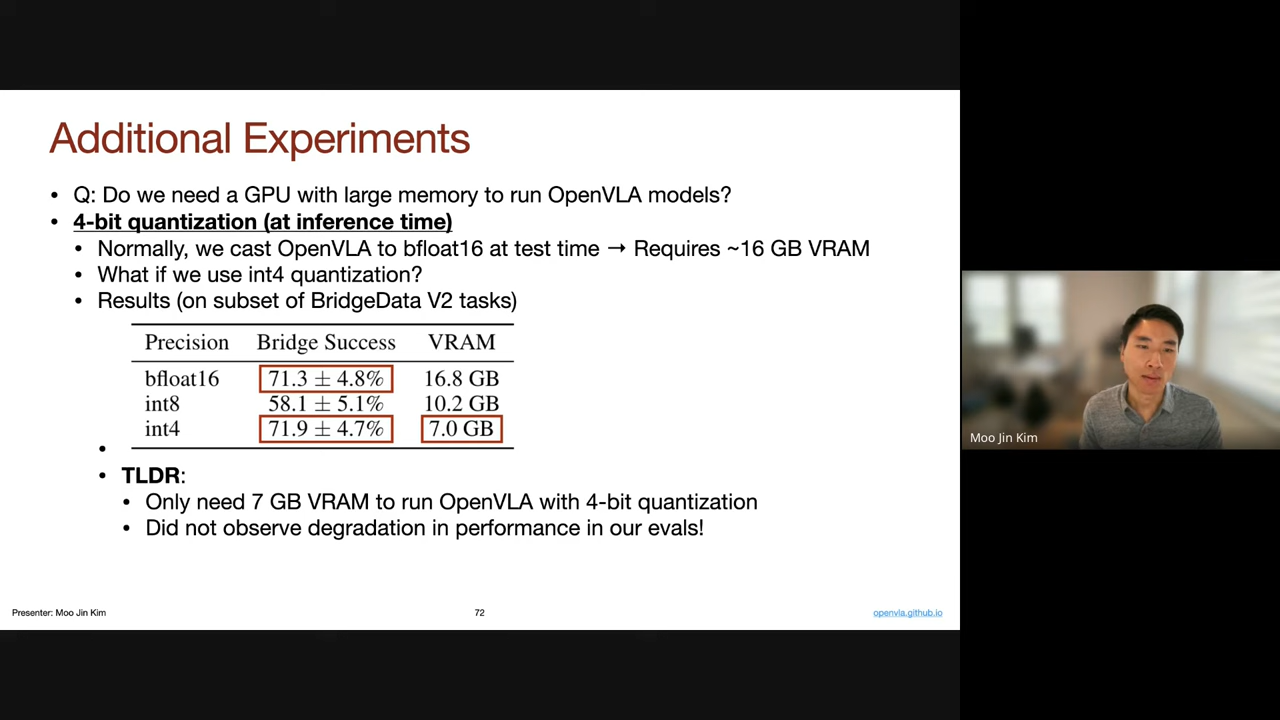 Additional Experiments
• Q: Do we need a GPU with large memory to run OpenVLA models?
• 4-bit quantization (at inference time)
• Normally, we cast OpenVLA to bfloat16 at test time → Requires ~16 GB VRAM
• What if we use int4 quantization?
• Results (on subset of BridgeData V2 tasks)
Precision Bridge Success VRAM
bfloat16 71.3 ± 4.8% 16.8 GB
int8 58.1 ± 5.1% 10.2 GB
int4 71.9 ± 4.7% 7.0 GB
•
• TLDR:
• Only need 7 GB VRAM to run OpenVLA with 4-bit quantization
• Did not observe degradation in performance in our evals!
Presenter: Moo Jin Kim
72
openvla.github.io
Moo Jin Kim